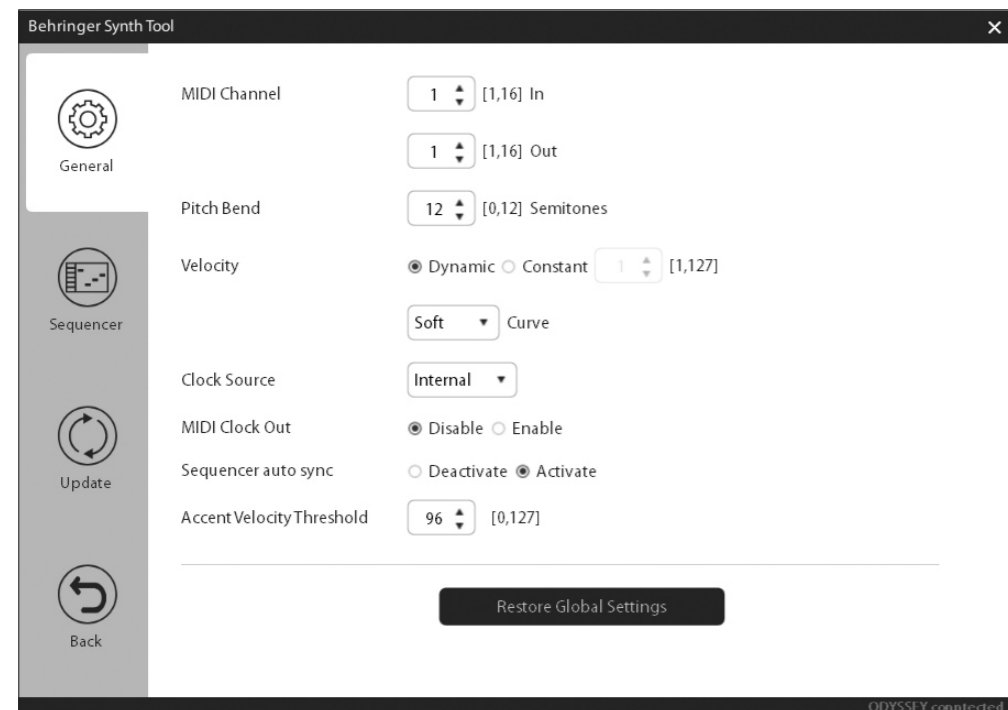 Behringer Synth Tool
General
Sequencer
Update
Back
MIDI Channel 1 [1,16] In
1 [1,16] Out
Pitch Bend 12 [0,12] Semitones
Velocity Dynamic Constant 1 [1,127]
Soft Curve
Clock Source Internal
MIDI Clock Out Disable Enable
Sequencer auto sync Deactivate Activate
Accent Velocity Threshold 96 [0,127]
Restore Global Settings
ODYSSEY conntected